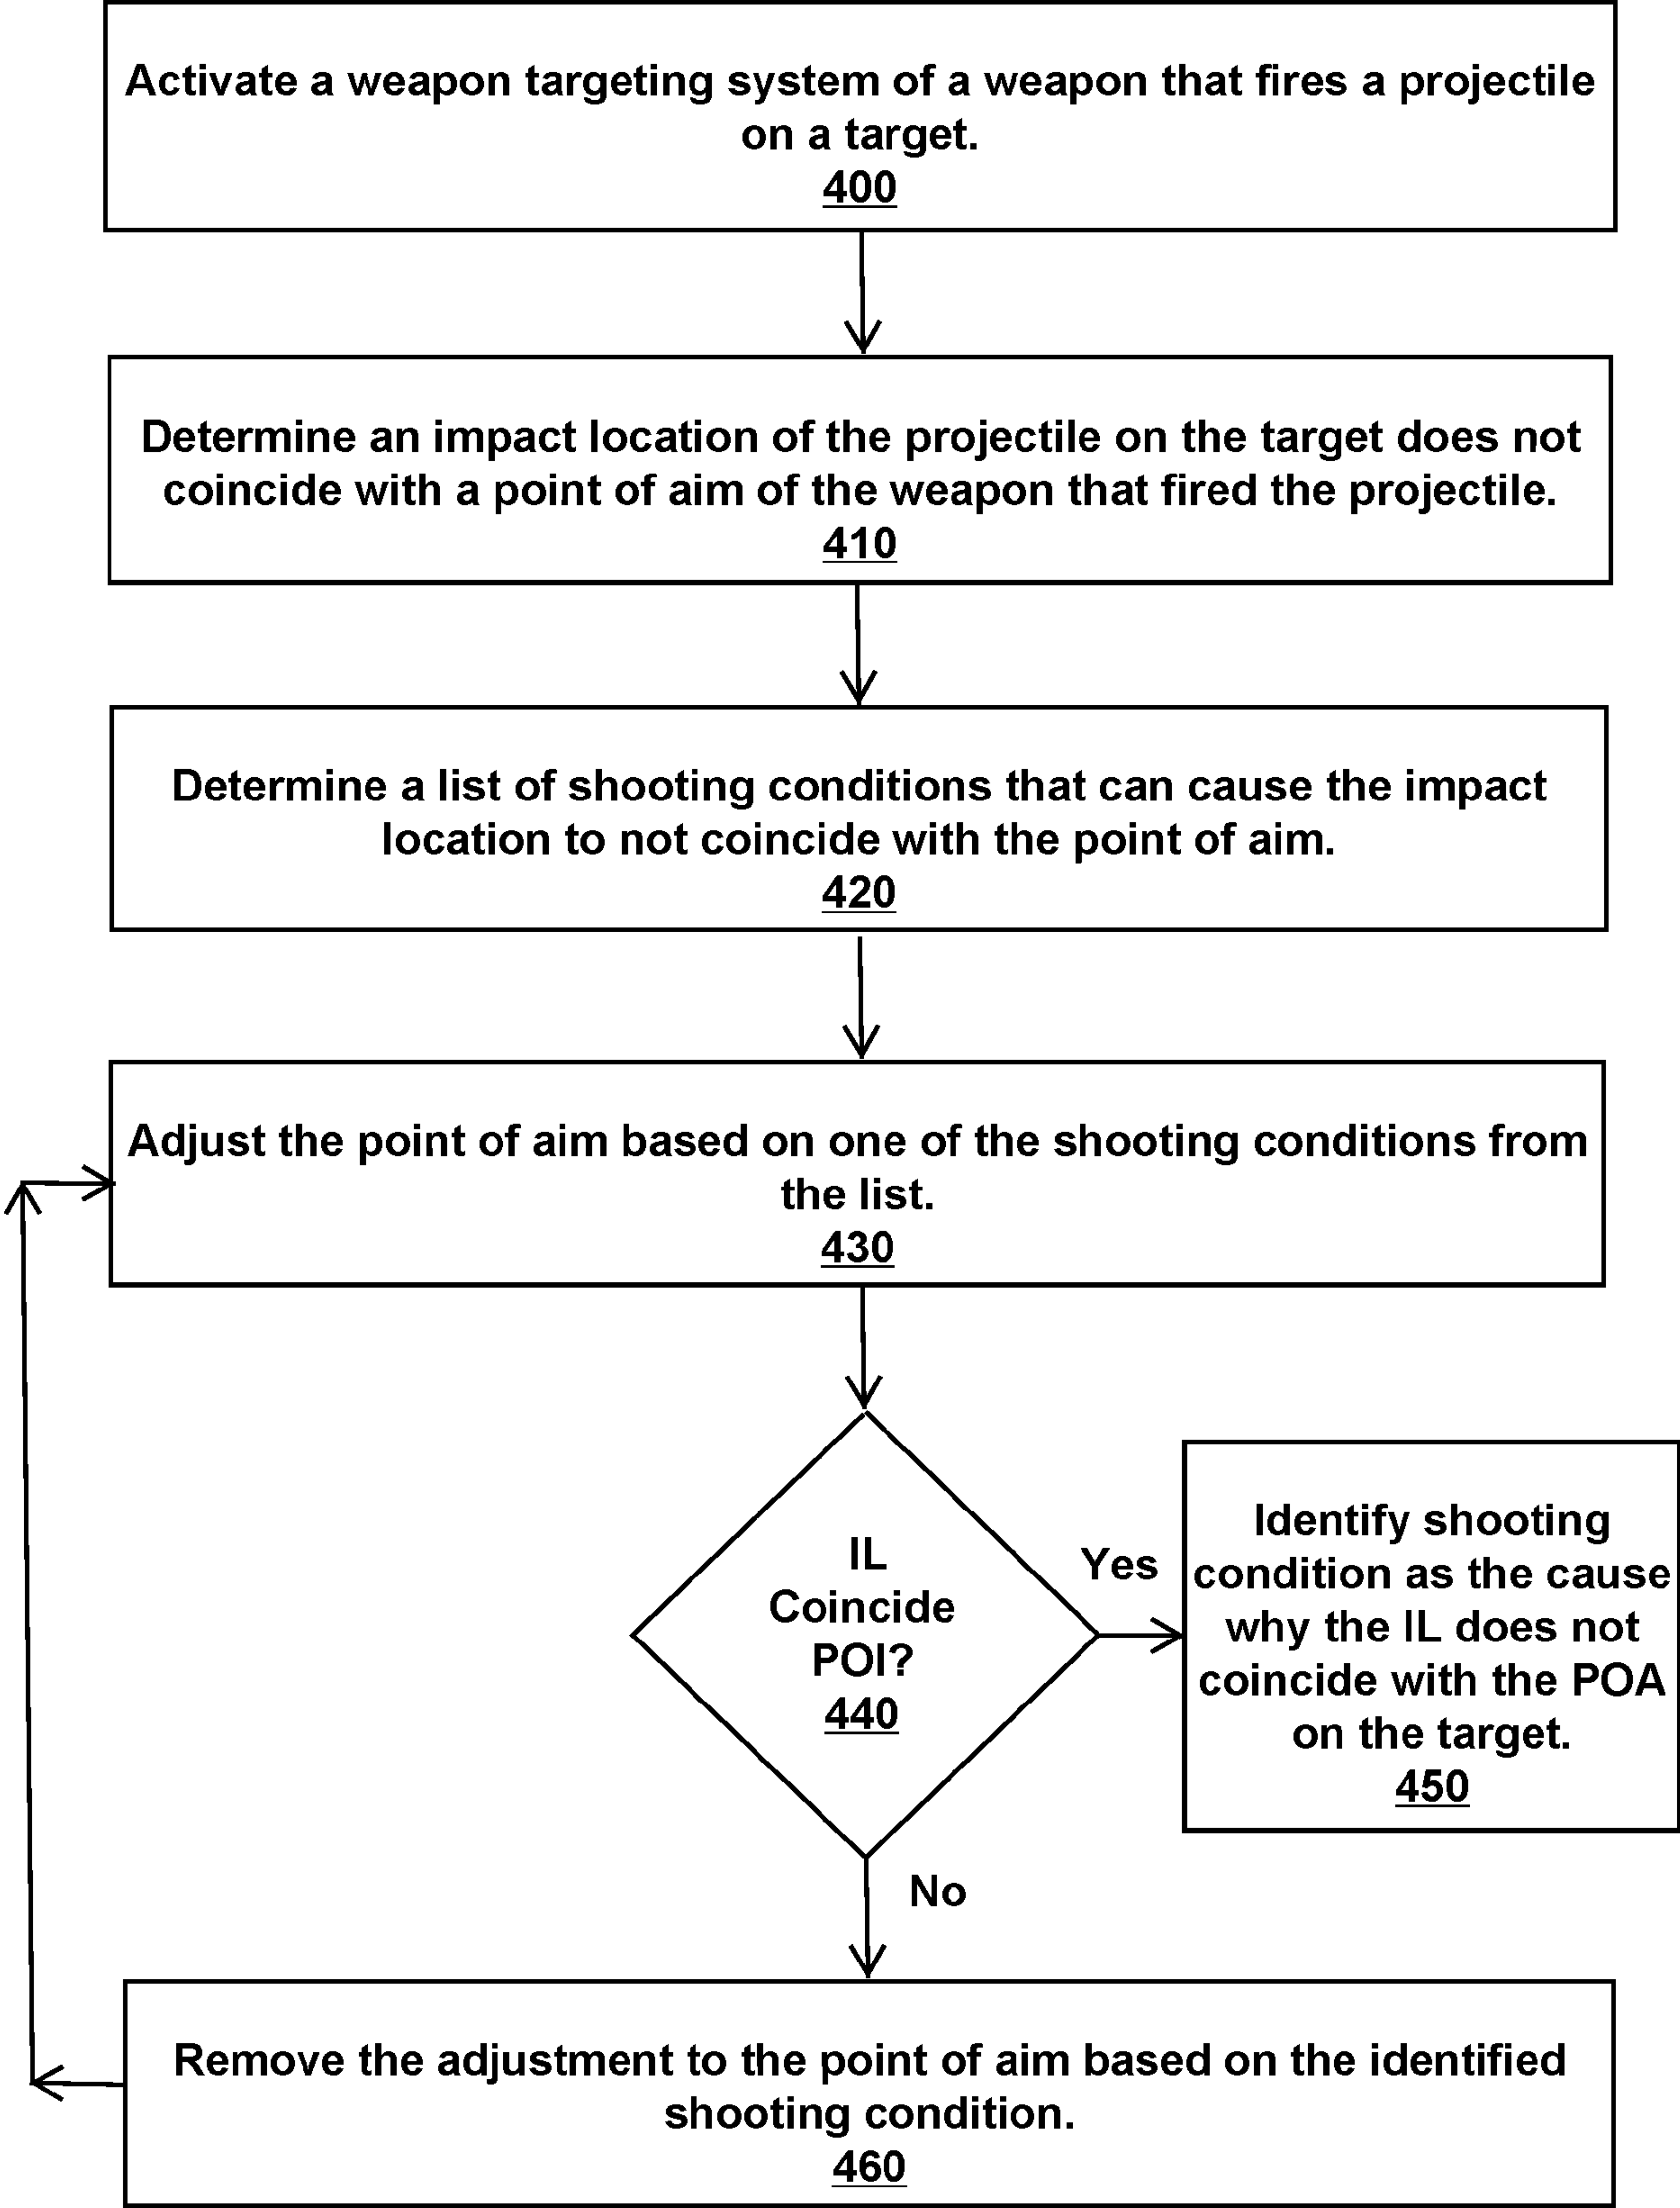 Activate a weapon targeting system of a weapon that fires a projectile
on a target.
400
Determine an impact location of the projectile on the target does not
coincide with a point of aim of the weapon that fired the projectile.
410
Determine a list of shooting conditions that can cause the impact
location to not coincide with the point of aim.
420
Adjust the point of aim based on one of the shooting conditions from
the list.
430
IL
Coincide
POI?
440
Yes
Identify shooting
condition as the cause
why the IL does not
coincide with the POA
on the target.
450
No
Remove the adjustment to the point of aim based on the identified
shooting condition.
460